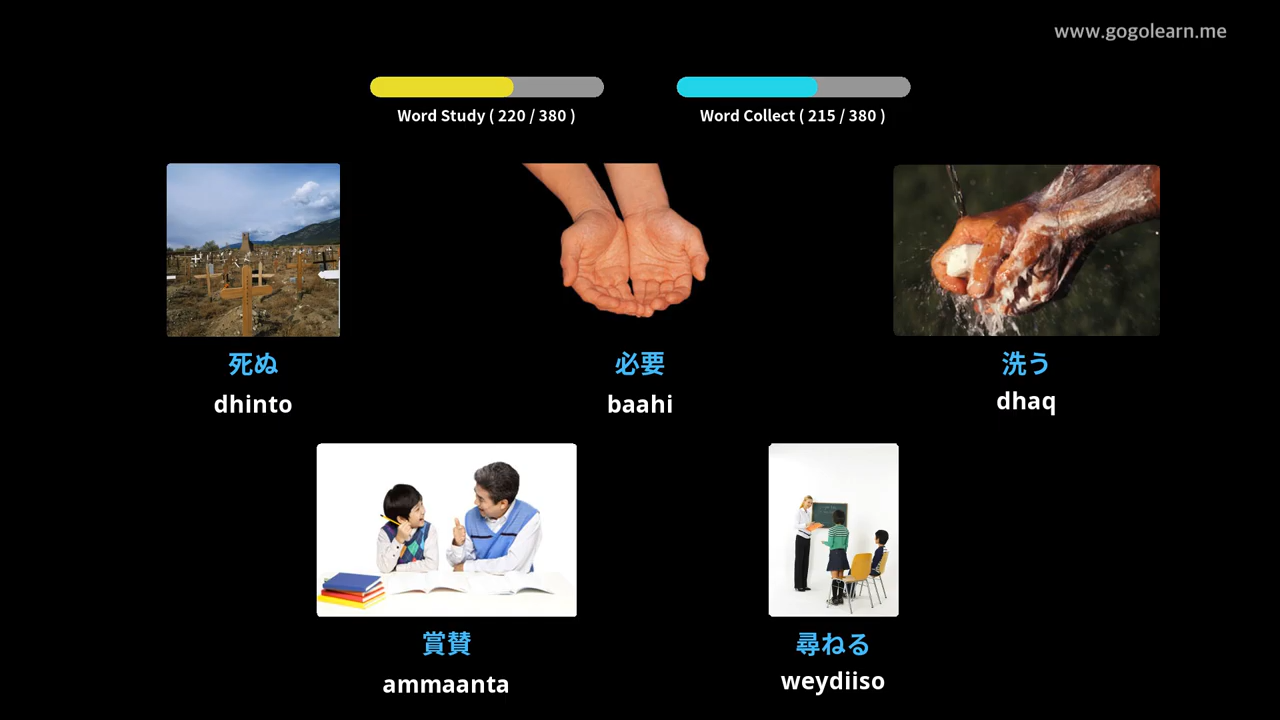 www.gogolearn.me
Word Study ( 220 / 380 )
Word Collect ( 215 / 380 )
死ぬ
dhinto
必要
baahi
洗う
dhaq
賞賛
ammaanta
尋ねる
weydiiso